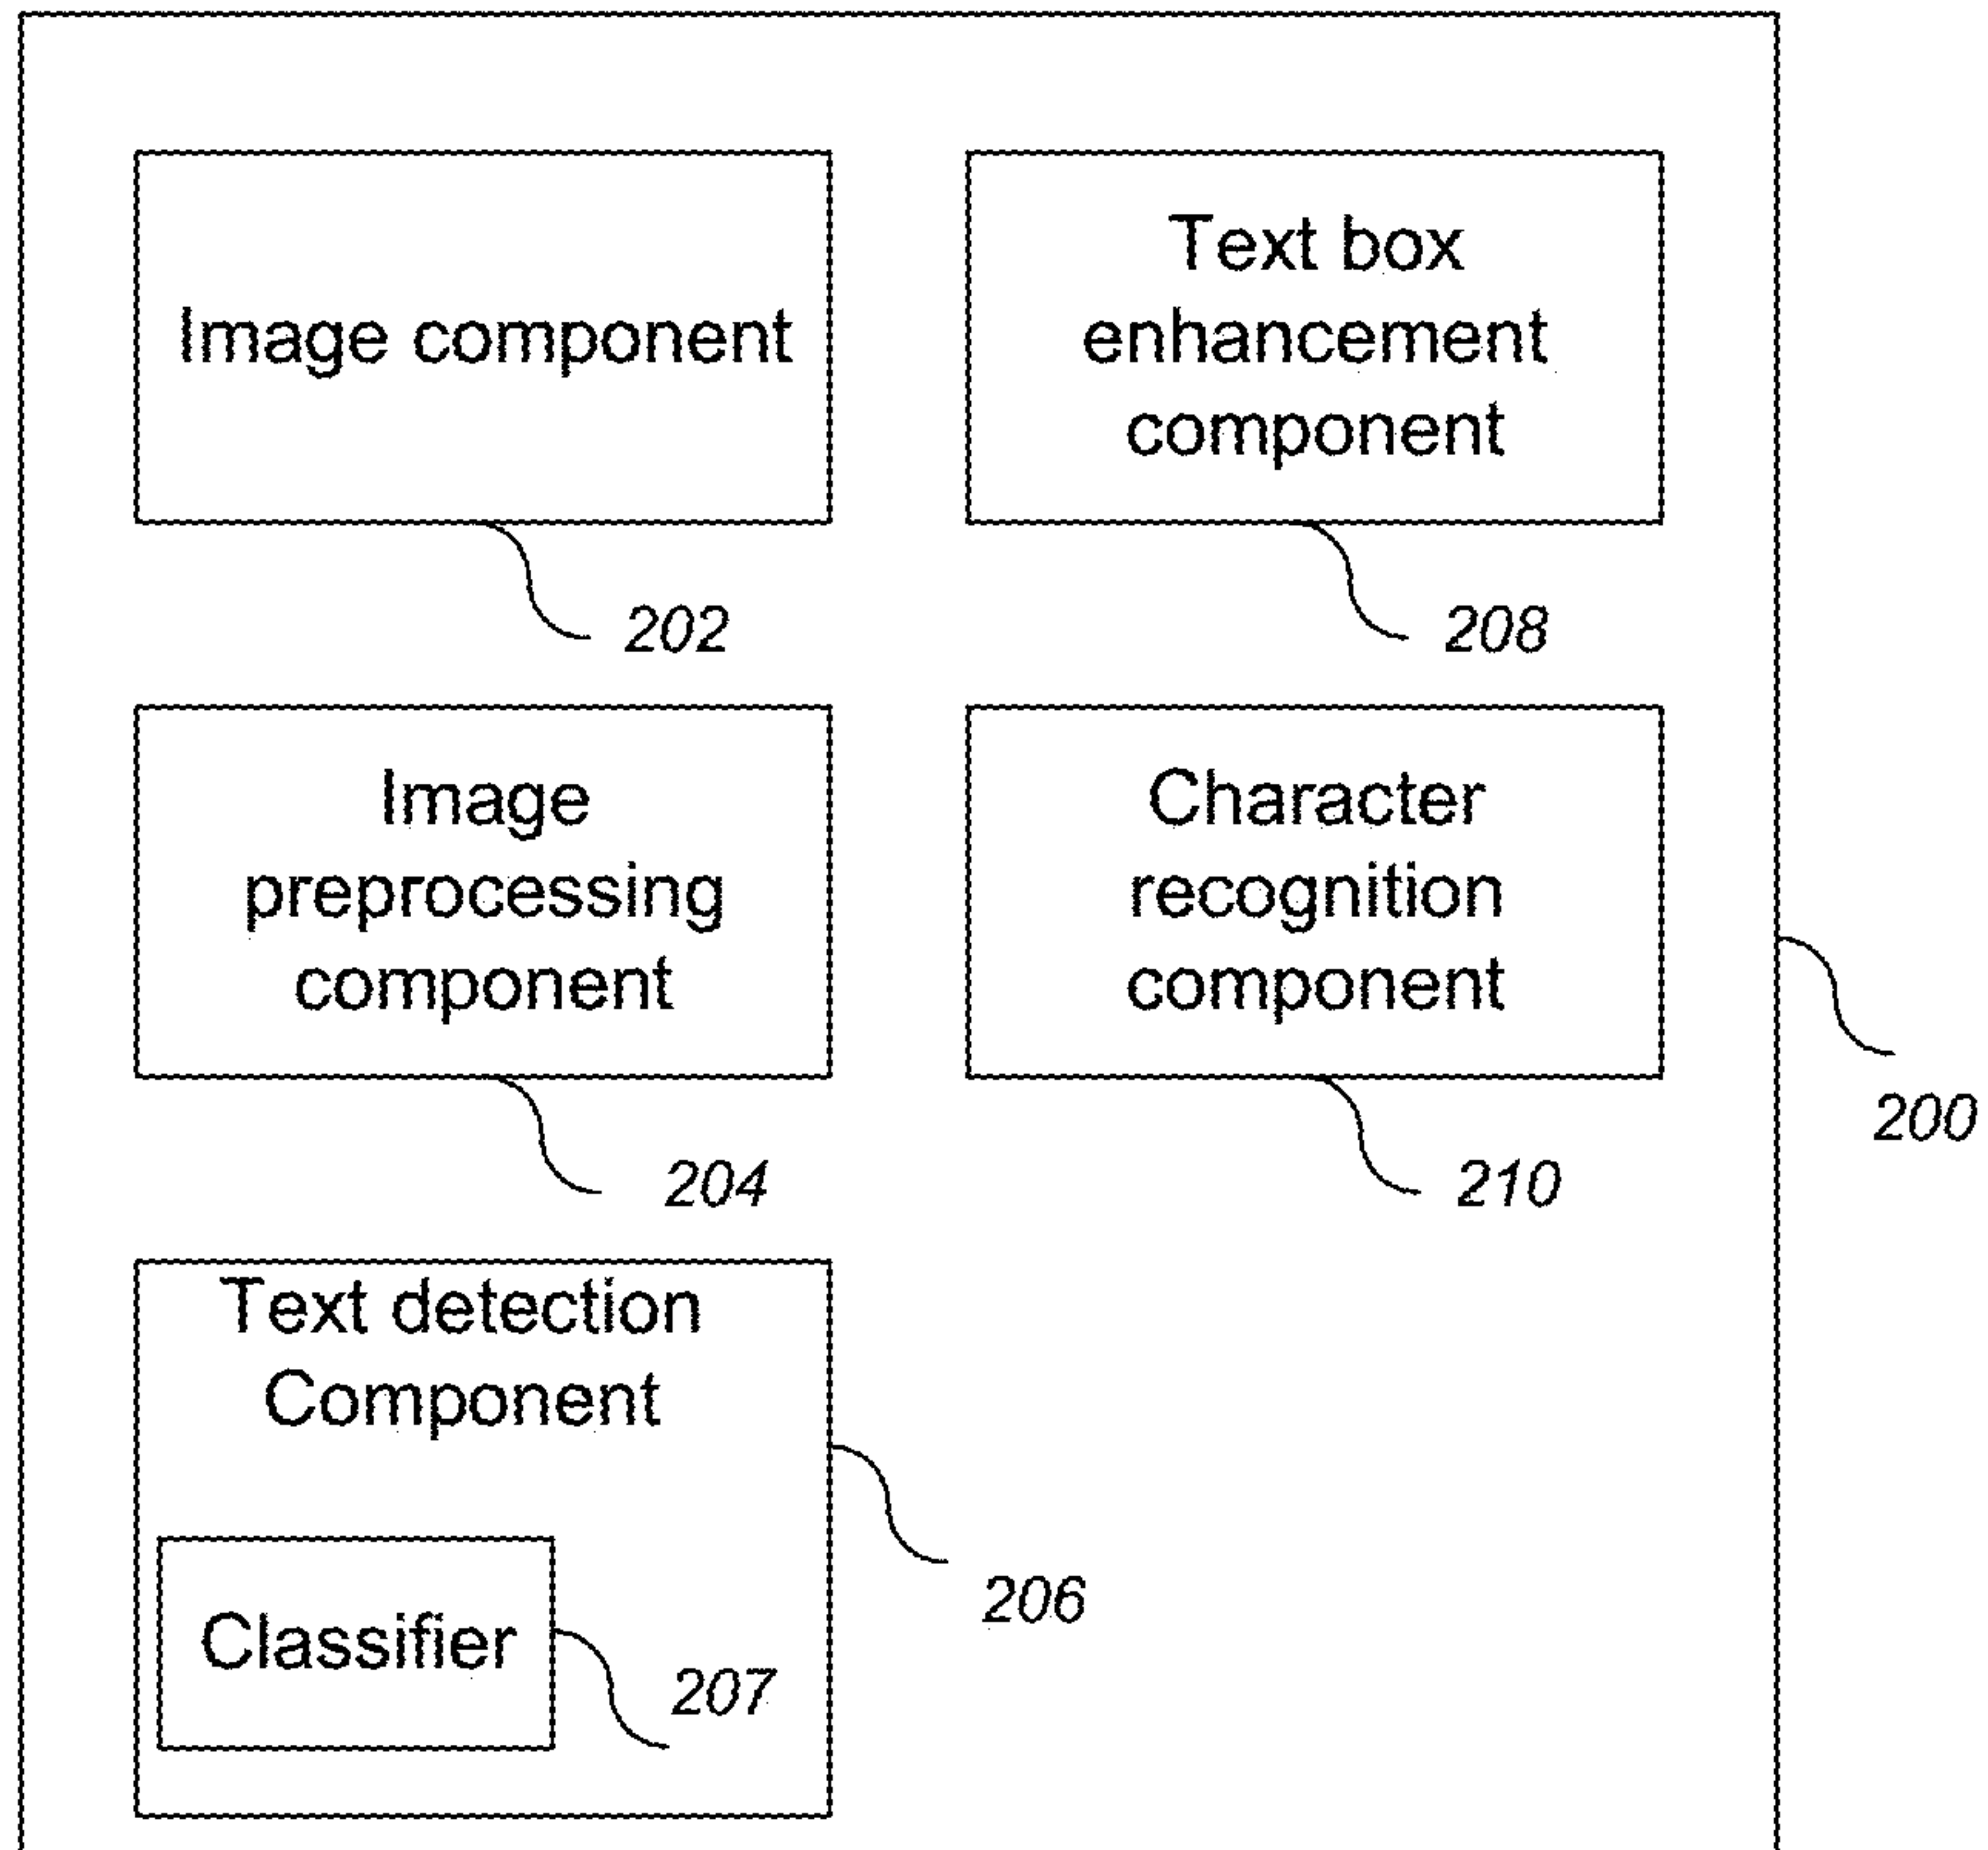 Image component
202
Text box
enhancement
component
208
Image
preprocessing
component
204
Character
recognition
component
210
200
Text detection
Component
206
Classifier
207